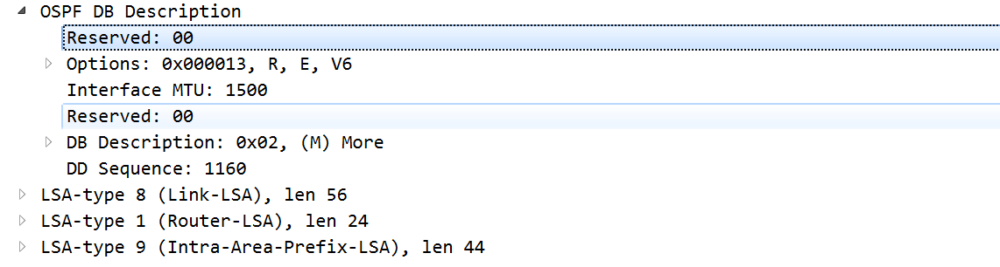 OSPF DB Description
Reserved: 00
Options: 0x000013, R, E, V6
Interface MTU: 1500
Reserved: 00
DB Description: 0x02, (M) More
DD Sequence: 1160
LSA-type 8 (Link-LSA), len 56
LSA-type 1 (Router-LSA), len 24
LSA-type 9 (Intra-Area-Prefix-LSA), len 44